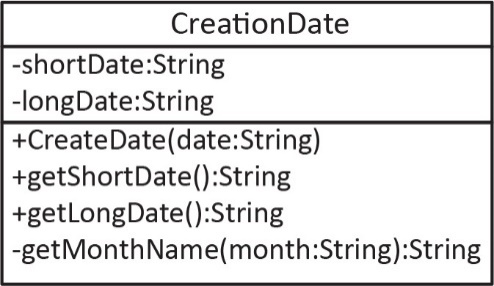 CreationDate
-shortDate:String
-longDate:String
+CreateDate(date:String)
+getShortDate():String
+getLongDate():String
-getMonthName(month:String):String